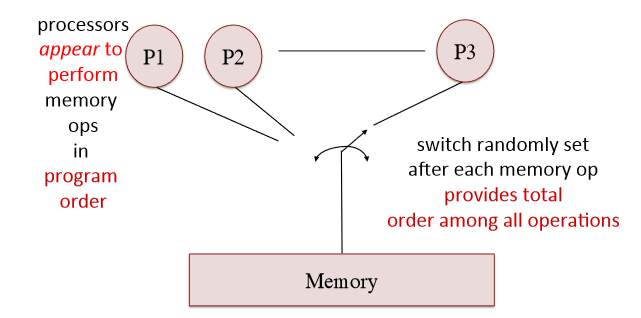 processors
appear to
perform
memory
ops
in
program
order
P1
P2
P3
switch randomly set
after each memory op
provides total
order among all operations
Memory